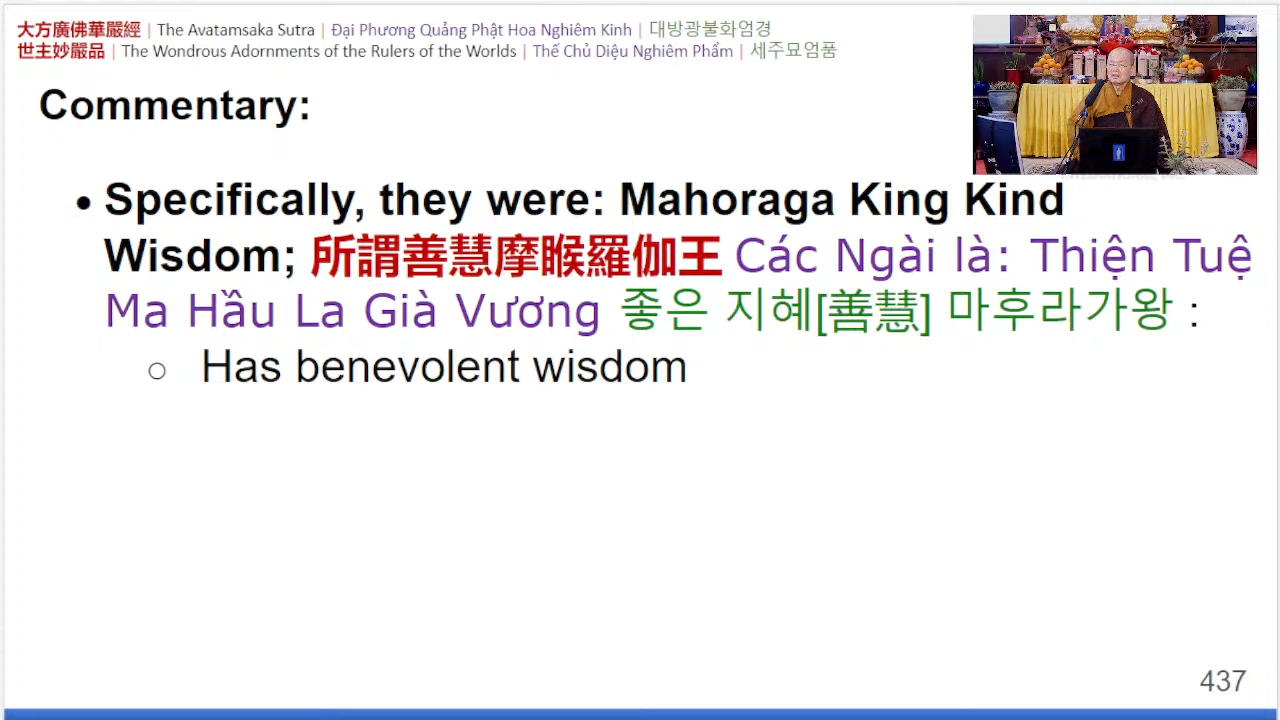 大方廣佛華嚴經 | The Avatamsaka Sutra | Đại Phương Quảng Phật Hoa Nghiêm Kinh | 대방광불화엄경
世主妙嚴品 | The Wondrous Adornments of the Rulers of the Worlds | Thế Chủ Diệu Nghiêm Phẩm | 세주묘엄품
Commentary:
• Specifically, they were: Mahoraga King Kind
Wisdom; 所謂善慧摩睺羅伽王 Các Ngài là: Thiện Tuệ
Ma Hầu La Già Vương 좋은 지혜[善慧] 마후라가왕 :
○ Has benevolent wisdom
437